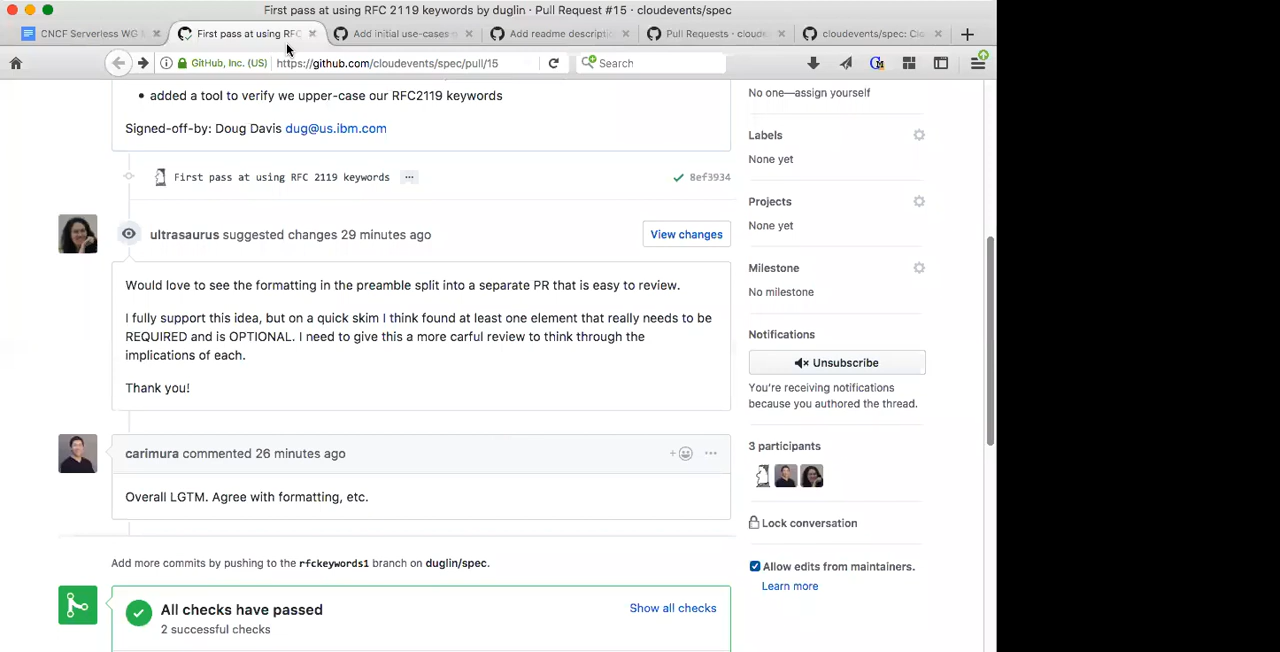 First pass at using RFC 2119 keywords by duglin · Pull Request #15 · cloudevents/spec
CNCF Serverless WG
First pass at using RFC
Add initial use-cases
Add readme description
Pull Requests · cloude
cloudevents/spec: Cl
GitHub, Inc. (US)
https://github.com/cloudevents/spec/pull/15
Search
• added a tool to verify we upper-case our RFC2119 keywords
Signed-off-by: Doug Davis dug@us.ibm.com
First pass at using RFC 2119 keywords ···
8ef3934
ultrasaurus suggested changes 29 minutes ago
View changes
Would love to see the formatting in the preamble split into a separate PR that is easy to review.
I fully support this idea, but on a quick skim I think found at least one element that really needs to be
REQUIRED and is OPTIONAL. I need to give this a more carful review to think through the
implications of each.
Thank you!
carimura commented 26 minutes ago
Overall LGTM. Agree with formatting, etc.
Add more commits by pushing to the rfckeywords1 branch on duglin/spec.
All checks have passed
2 successful checks
Show all checks
No one—assign yourself
Labels
None yet
Projects
None yet
Milestone
No milestone
Notifications
Unsubscribe
You're receiving notifications
because you authored the thread.
3 participants
Lock conversation
Allow edits from maintainers.
Learn more